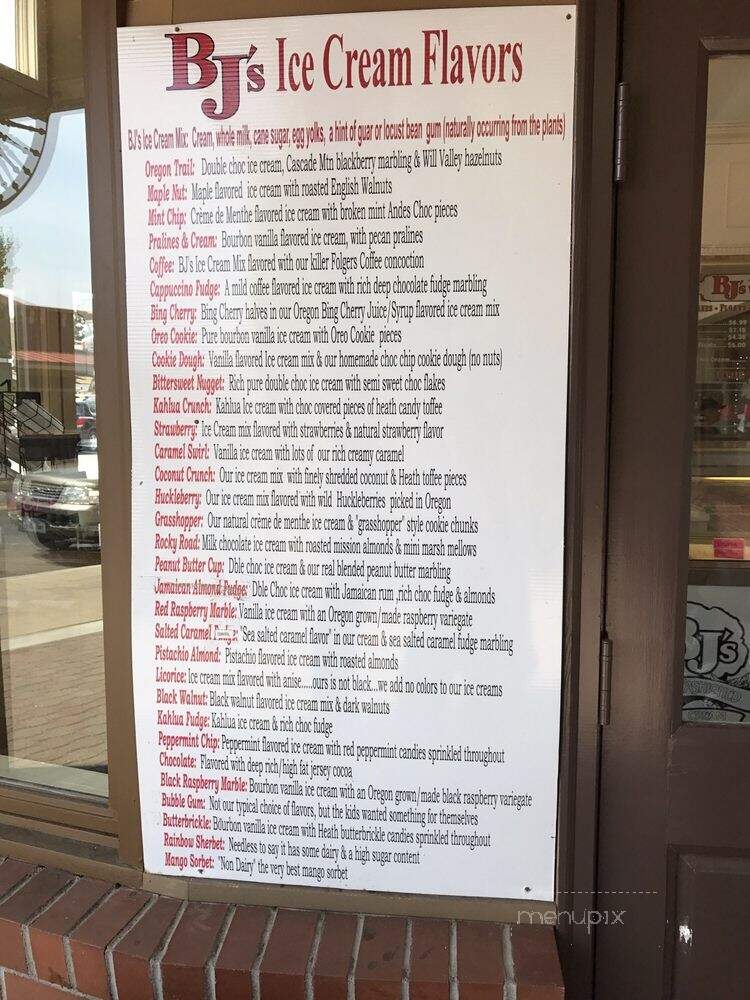 BJ's Ice Cream Flavors
BJ's Ice Cream Mix: Cream, whole milk, cane sugar, egg yolks, a hint of guar or locust bean gum (naturally occurring from the plants)
Oregon Trail: Double choc ice cream, Cascade Mtn blackberry marbling & Will Valley hazelnuts
Maple Nut: Maple flavored ice cream with roasted English Walnuts
Mint Chip: Crème de Menthe flavored ice cream with broken mint Andes Choc pieces
Pralines & Cream: Bourbon vanilla flavored ice cream, with pecan pralines
Coffee: BJ's Ice Cream Mix flavored with our killer Folgers Coffee concoction
Cappuccino Fudge: A mild coffee flavored ice cream with rich deep chocolate fudge marbling
Bing Cherry: Bing Cherry halves in our Oregon Bing Cherry Juice/Syrup flavored ice cream mix
Oreo Cookie: Pure bourbon vanilla ice cream with Oreo Cookie pieces
Cookie Dough: Vanilla flavored Ice cream mix & our homemade choc chip cookie dough (no nuts)
Bittersweet Nugget: Rich pure double choc ice cream with semi sweet choc flakes
Kahlua Crunch: Kahlua Ice cream with choc covered pieces of heath candy toffee
Strawberry: Ice Cream mix flavored with strawberries & natural strawberry flavor
Caramel Swirl: Vanilla ice cream with lots of our rich creamy caramel
Coconut Crunch: Our ice cream mix with finely shredded coconut & Heath toffee pieces
Huckleberry: Our ice cream mix flavored with wild Huckleberries picked in Oregon
Grasshopper: Our natural crème de menthe ice cream & "grasshopper" style cookie chunks
Rocky Road: Milk chocolate ice cream with roasted mission almonds & mini marsh mellows
Peanut Butter Cup: Dble choc ice cream & our real blended peanut butter marbling
Jamaican Almond Fudge: Dble Choc ice cream with Jamaican rum ,rich choc fudge & almonds
Red Raspberry Marble: Vanilla ice cream with an Oregon grown/made raspberry variegate
Salted Caramel "Sea salted caramel flavor" in our cream & sea salted caramel fudge marbling
Pistachio Almond: Pistachio flavored ice cream with roasted almonds
Licorice: Ice cream mix flavored with anise.....ours is not black...we add no colors to our ice creams
Black Walnut: Black walnut flavored ice cream mix & dark walnuts
Kahlua Fudge: Kahlua ice cream & rich choc fudge
Peppermint Chip: Peppermint flavored ice cream with red peppermint candies sprinkled throughout
Chocolate: Flavored with deep rich/high fat jersey cocoa
Black Raspberry Marble: Bourbon vanilla ice cream with an Oregon grown/made black raspberry variegate
Bubble Gum: Not our typical choice of flavors, but the kids wanted something for themselves
Butterbrickle: Bourbon vanilla ice cream with Heath butterbrickle candies sprinkled throughout
Rainbow Sherbet: Needless to say it has some dairy & a high sugar content
Mango Sorbet: "Non Dairy" the very best mango sorbet
BJ's
BJ's
menupix